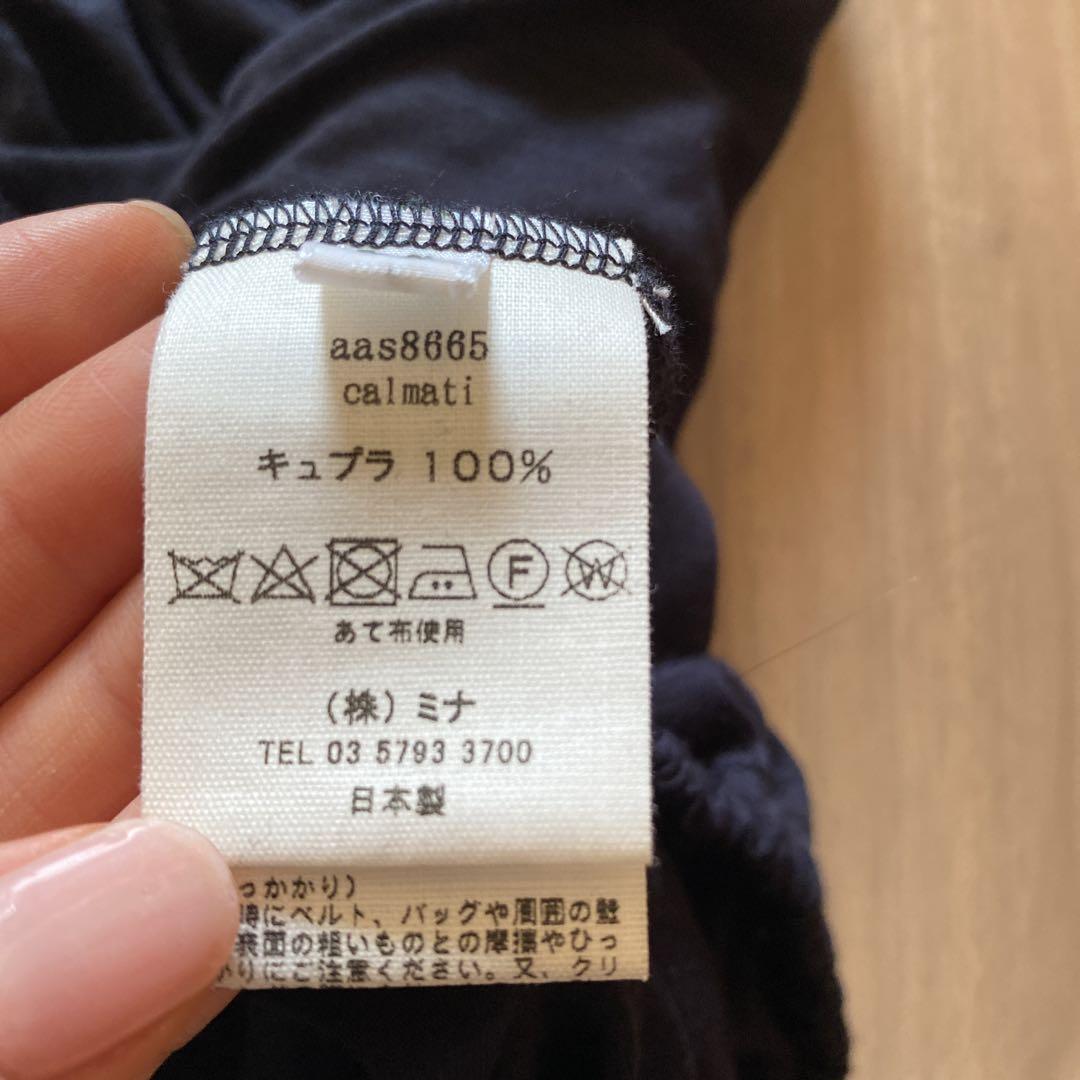 aas8665
calmati
キュプラ 100%
F W
あて布使用
(株)ミナ
TEL 03 5793 3700
日本製
っかかり)
時にベルト、バッグや周囲の壁
表面の粗いものとの摩擦やひっ
かりにご注意ください。又、クリ